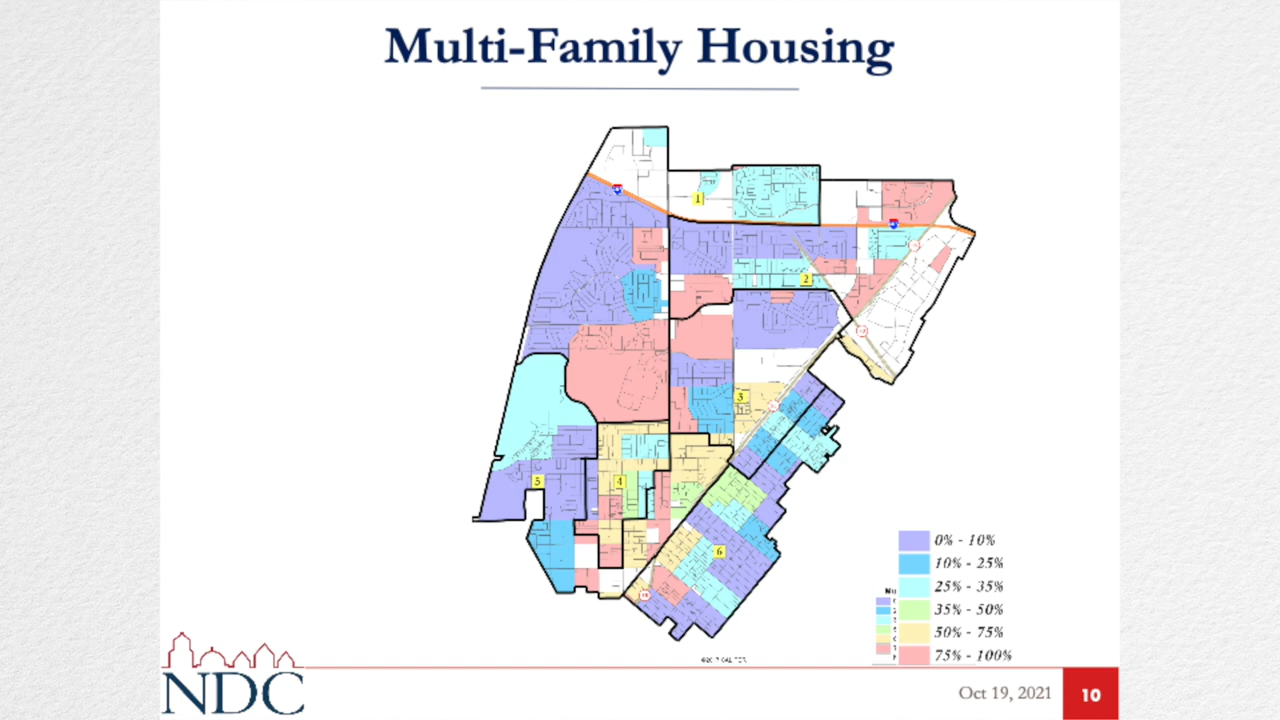 Multi-Family Housing
1
2
3
4
5
6
0% - 10%
10% - 25%
25% - 35%
35% - 50%
50% - 75%
75% - 100%
NDC
Oct 19, 2021
10